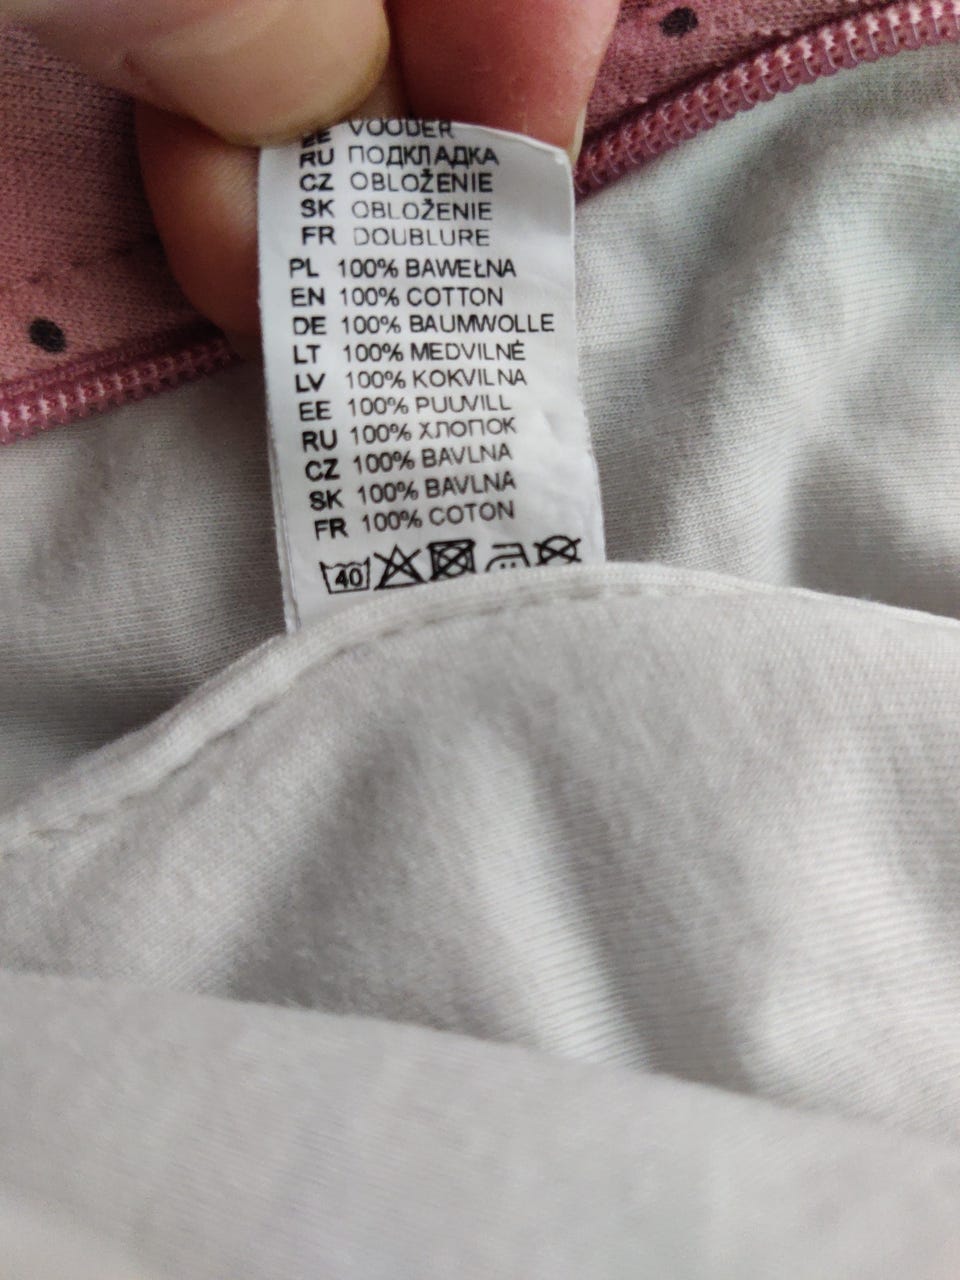 EE VOODER
RU ПОДКЛАДКА
CZ OBLOŽENIE
SK OBLOŽENIE
FR DOUBLURE
PL 100% BAWEŁNA
EN 100% COTTON
DE 100% BAUMWOLLE
LT 100% MEDVILNĖ
LV 100% KOKVILNA
EE 100% PUUVILL
RU 100% ХЛОПОК
CZ 100% BAVLNA
SK 100% BAVLNA
FR 100% COTON
40